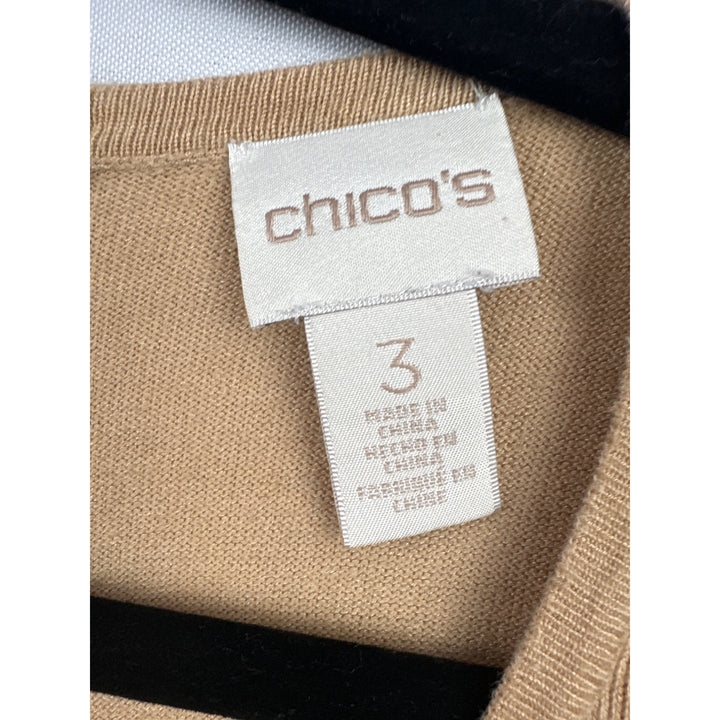 chico's
3
MADE IN
CHINA
HECHO EN
CHINA
FABRIQUÉ EN
CHINE